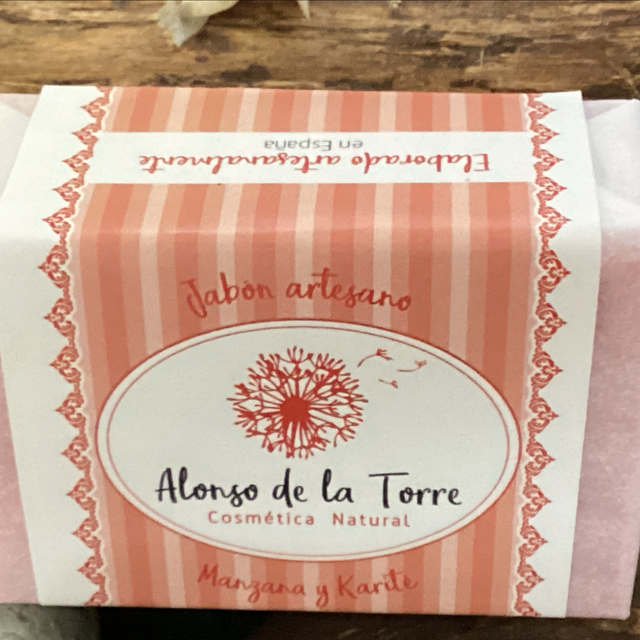 Elaborado artesanalmente
en España
Jabón artesano
Alonso de la Torre
Cosmética Natural
Manzana y Karité